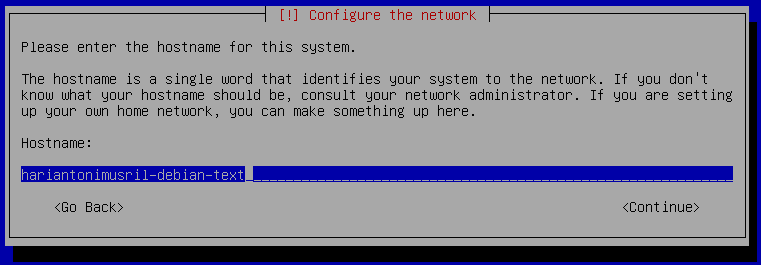 [!] Configure the network
Please enter the hostname for this system.
The hostname is a single word that identifies your system to the network. If you don't
know what your hostname should be, consult your network administrator. If you are setting
up your own home network, you can make something up here.
Hostname:
hariantonimusril-debian-text
<Go Back> <Continue>